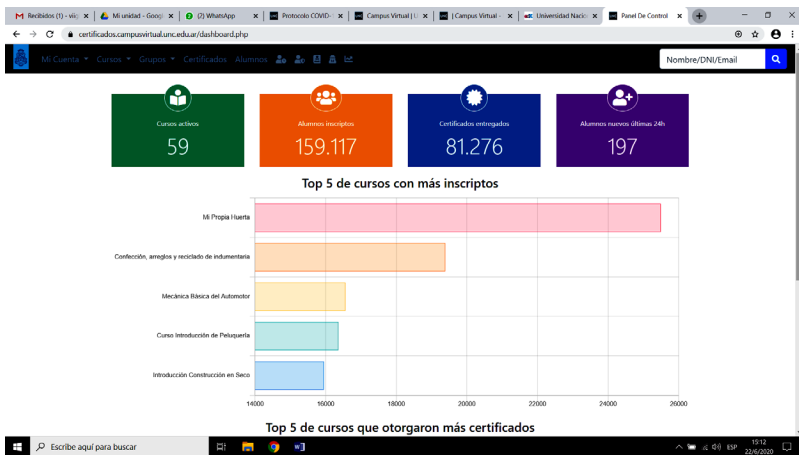 Recibidos (1) - viig
Mi unidad - Googl
(2) WhatsApp
Protocolo COVID-
Campus Virtual | U
| Campus Virtual -
Universidad Nacio
Panel De Control
certificados.campusvirtual.unc.edu.ar/dashboard.php
Mi Cuenta Cursos Grupos Certificados Alumnos
Nombre/DNI/Email
Cursos activos
59
Alumnos inscriptos
159.117
Certificados entregados
81.276
Alumnos nuevos últimas 24h
197
Top 5 de cursos con más inscriptos
Mi Propia Huerta
Confección, arreglos y reciclado de indumentaria
Mecánica Básica del Automotor
Curso Introducción de Peluquería
Introducción Construcción en Seco
14000 16000 18000 20000 22000 24000 26000
Top 5 de cursos que otorgaron más certificados
Escribe aquí para buscar
ESP
15:12
22/6/2020